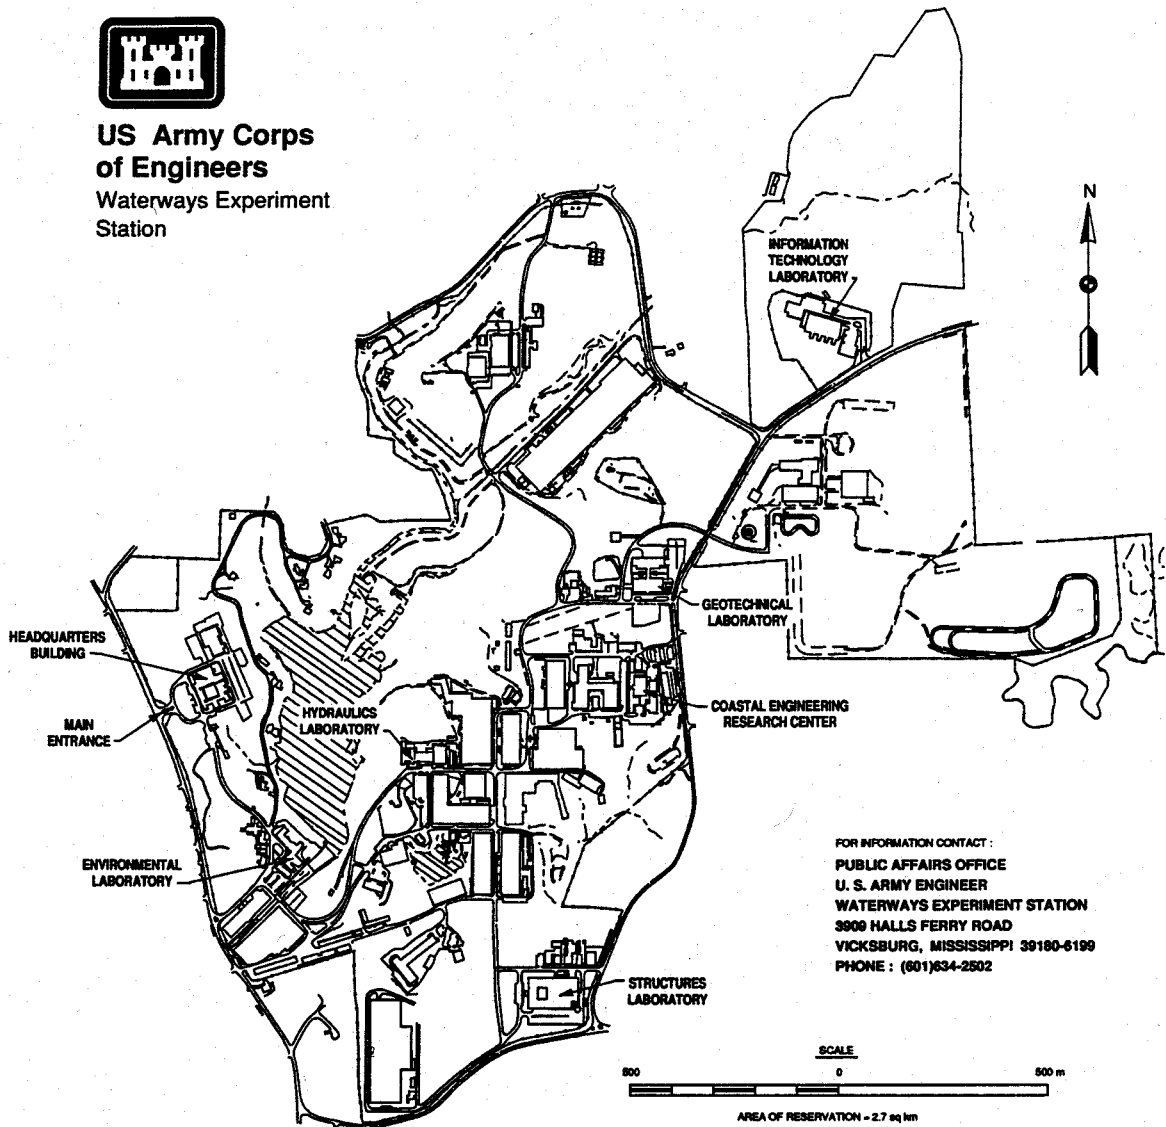 US Army Corps
of Engineers
Waterways Experiment
Station
N
INFORMATION
TECHNOLOGY
LABORATORY
GEOTECHNICAL
LABORATORY
HEADQUARTERS
BUILDING
MAIN
ENTRANCE
HYDRAULICS
LABORATORY
COASTAL ENGINEERING
RESEARCH CENTER
ENVIRONMENTAL
LABORATORY
STRUCTURES
LABORATORY
FOR INFORMATION CONTACT :
PUBLIC AFFAIRS OFFICE
U. S. ARMY ENGINEER
WATERWAYS EXPERIMENT STATION
3909 HALLS FERRY ROAD
VICKSBURG, MISSISSIPPI 39180-6199
PHONE : (601)634-2502
SCALE
500 0 500 m
AREA OF RESERVATION = 2.7 sq km